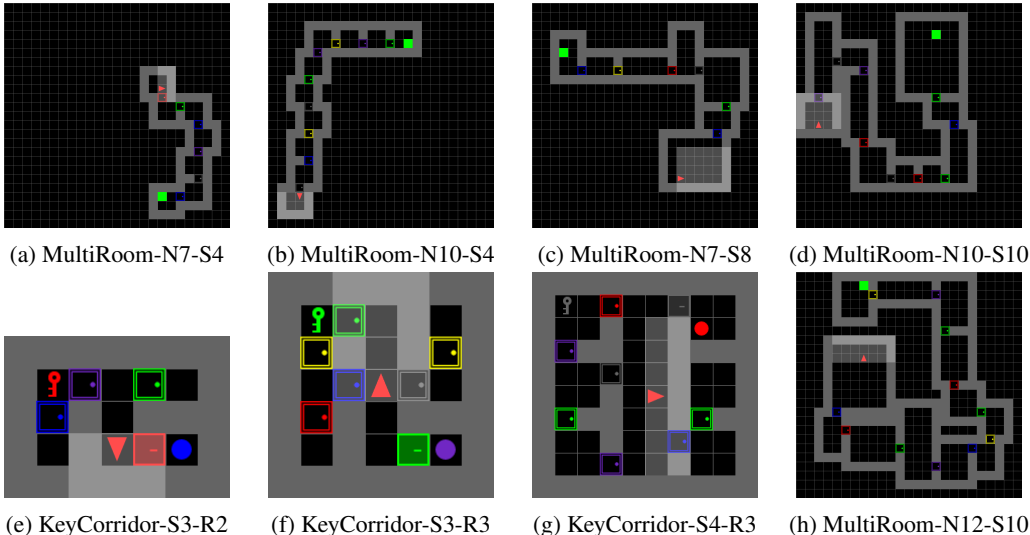 (a) MultiRoom-N7-S4 (b) MultiRoom-N10-S4 (c) MultiRoom-N7-S8 (d) MultiRoom-N10-S10
(e) KeyCorridor-S3-R2 (f) KeyCorridor-S3-R3 (g) KeyCorridor-S4-R3 (h) MultiRoom-N12-S10